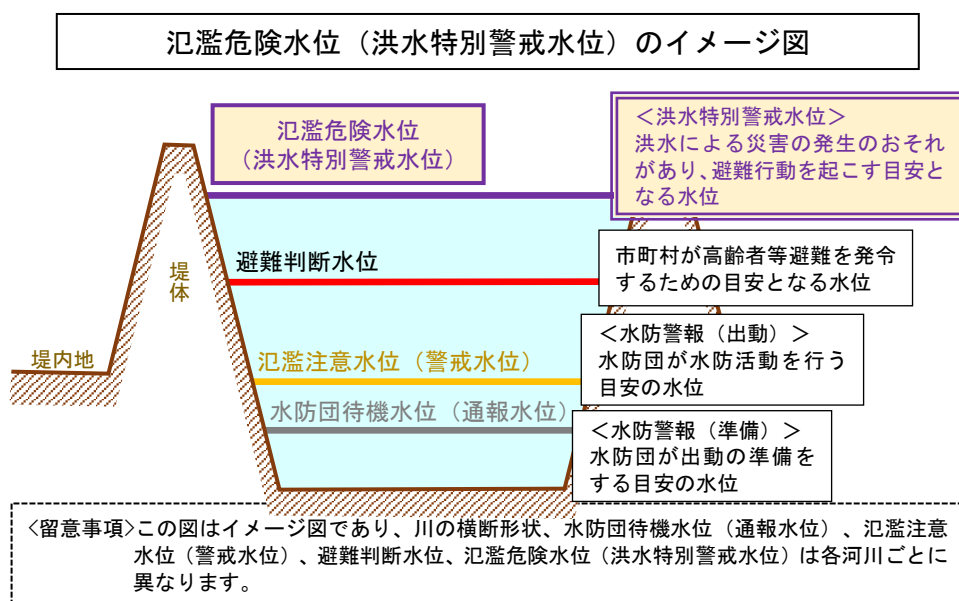 氾濫危険水位（洪水特別警戒水位）のイメージ図
氾濫危険水位
（洪水特別警戒水位）
＜洪水特別警戒水位＞
洪水による災害の発生のおそれ
があり、避難行動を起こす目安と
なる水位
避難判断水位
市町村が高齢者等避難を発令
するための目安となる水位
堤体
堤内地
氾濫注意水位（警戒水位）
＜水防警報（出動）＞
水防団が水防活動を行う
目安の水位
水防団待機水位（通報水位）
＜水防警報（準備）＞
水防団が出動の準備を
する目安の水位
<留意事項>この図はイメージ図であり、川の横断形状、水防団待機水位（通報水位）、氾濫注意
水位（警戒水位）、避難判断水位、氾濫危険水位（洪水特別警戒水位）は各河川ごとに
異なります。